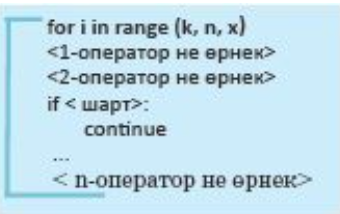 for i in range (k, n, x)
<1-оператор не өрнек>
<2-оператор не өрнек>
if < шарт>:
continue
...
< n-оператор не өрнек>